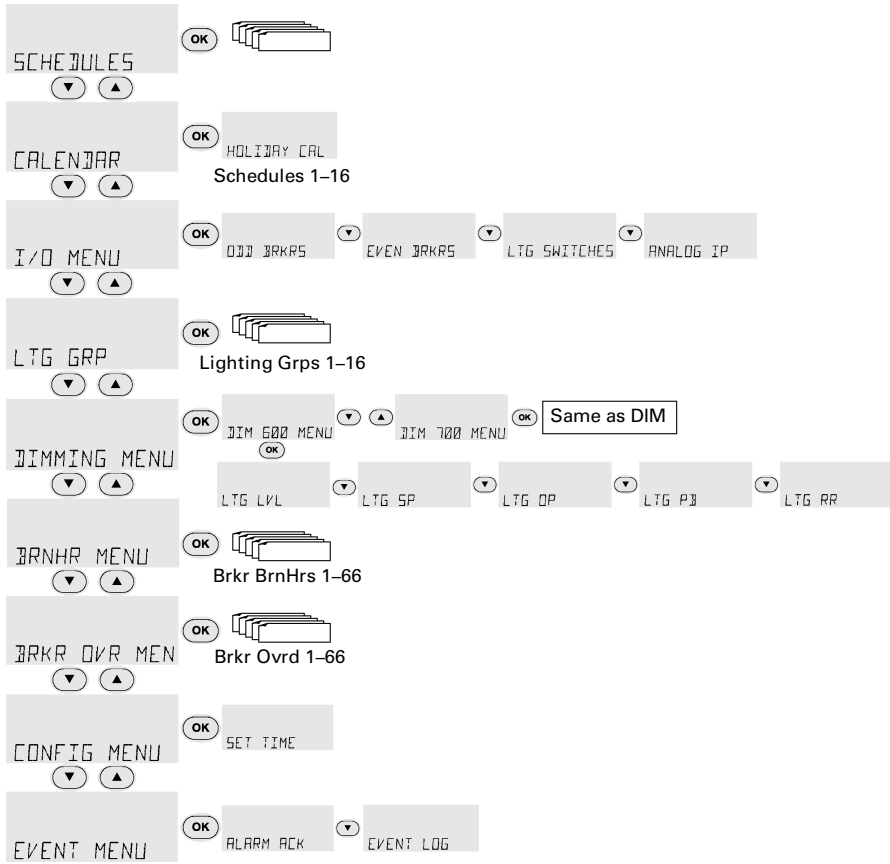 OK
SCHEDULES
OK
HOLIDAY CAL
CALENDAR
Schedules 1–16
OK
ODD BRKRS EVEN BRKRS LTG SWITCHES ANALOG IP
I/O MENU
OK
LTG GRP
Lighting Grps 1–16
OK DIM 600 MENU DIM 700 MENU OK Same as DIM
OK
DIMMING MENU
LTG LVL LTG SP LTG OP LTG PD LTG RR
OK
BRNHR MENU
Brkr BrnHrs 1–66
OK
BRKR OVR MEN
Brkr Ovrd 1–66
OK
SET TIME
CONFIG MENU
OK
ALARM ACK EVENT LOG
EVENT MENU